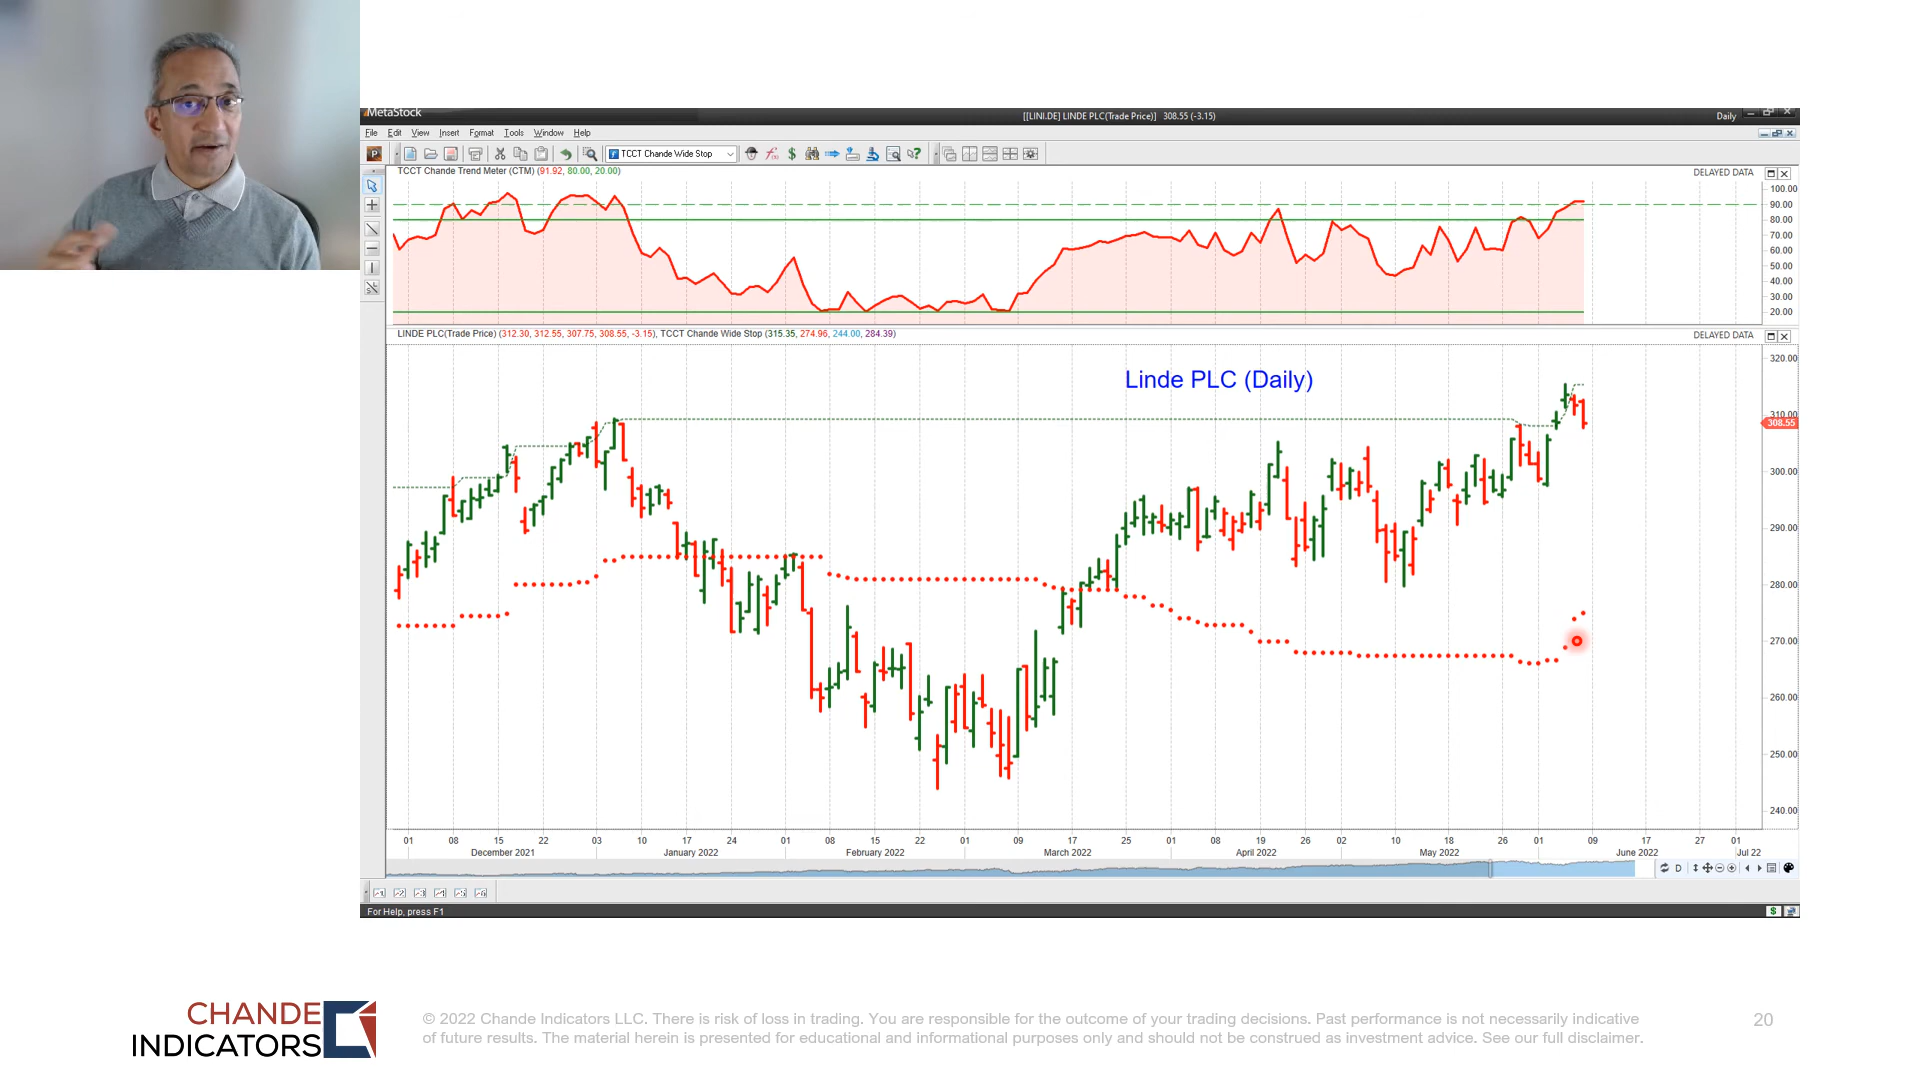 MetaStock
[[LINI.DE] LINDE PLC(Trade Price)] 308.55 (-3.15)
Daily
File Edit View Insert Format Tools Window Help
TCCT Chande Wide Stop
TCCT Chande Trend Meter (CTM) (91.92, 80.00, 20.00)
DELAYED DATA
100.00
90.00
80.00
70.00
60.00
50.00
40.00
30.00
20.00
LINDE PLC(Trade Price) (312.30, 312.55, 307.75, 308.55, -3.15), TCCT Chande Wide Stop (315.35, 274.96, 244.00, 284.39)
DELAYED DATA
Linde PLC (Daily)
320.00
310.00
308.55
300.00
290.00
280.00
270.00
260.00
250.00
240.00
01 08 15 22 03 10 17 24 01 08 15 22 01 09 17 25 01 08 19 26 02 10 18 26 01 09 17 27 01
December 2021 January 2022 February 2022 March 2022 April 2022 May 2022 June 2022 Jul 22
D
For Help, press F1
CHANDE
INDICATORS
© 2022 Chande Indicators LLC. There is risk of loss in trading. You are responsible for the outcome of your trading decisions. Past performance is not necessarily indicative
of future results. The material herein is presented for educational and informational purposes only and should not be construed as investment advice. See our full disclaimer.
20